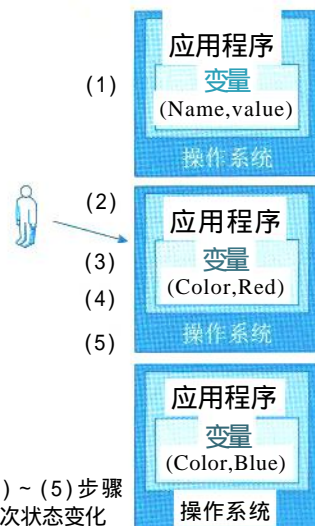 应用程序
变量
(1)
(Name,value)
操作系统
(2)
应用程序
变量
(3)
(Color,Red)
(4)
操作系统
(5)
应用程序
变量
(Color,Blue)
)~(5)步骤
次状态变化
操作系统